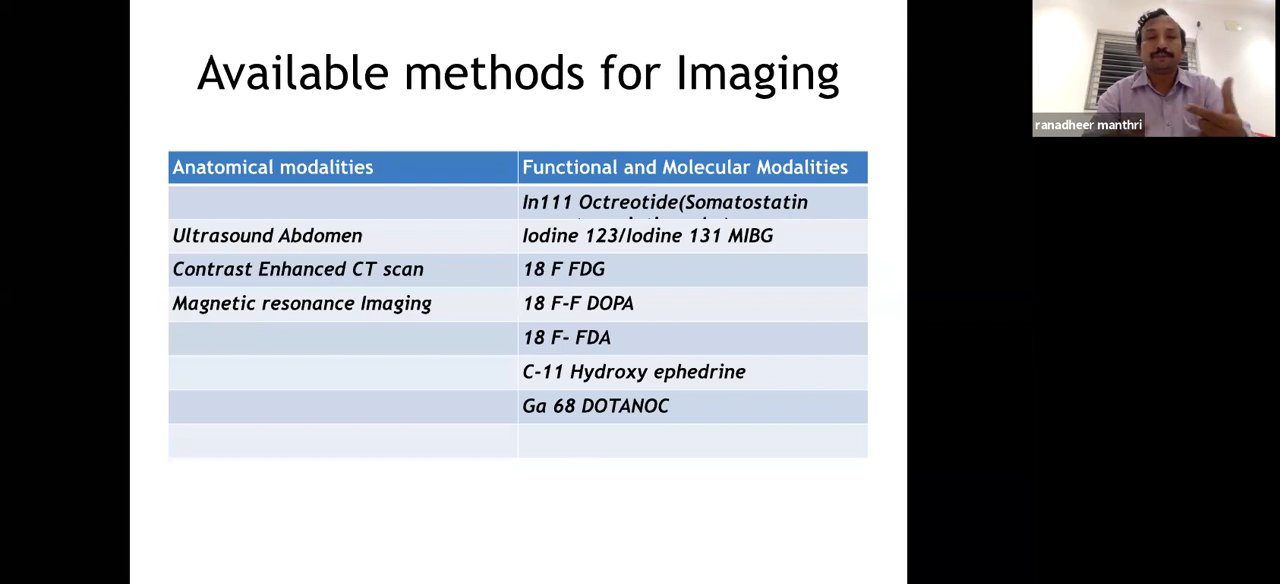 Available methods for Imaging
Anatomical modalities
Functional and Molecular Modalities
In111 Octreotide(Somatostatin
Ultrasound Abdomen
Iodine 123/Iodine 131 MIBG
Contrast Enhanced CT scan
18 F FDG
Magnetic resonance Imaging
18 F-F DOPA
18 F- FDA
C-11 Hydroxy ephedrine
Ga 68 DOTANOC
ranadheer manthri